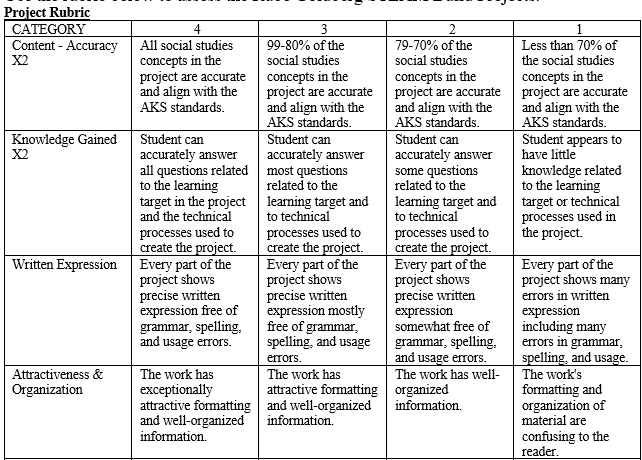 Project Rubric
CATEGORY
4
3
2
1
Content - Accuracy
X2
All social studies
concepts in the
project are accurate
and align with the
AKS standards.
99-80% of the
social studies
concepts in the
project are accurate
and align with the
AKS standards.
79-70% of the
social studies
concepts in the
project are accurate
and align with the
AKS standards.
Less than 70% of
the social studies
concepts in the
project are accurate
and align with the
AKS standards.
Knowledge Gained
X2
Student can
accurately answer
all questions related
to the learning
target in the project
and the technical
processes used to
create the project.
Student can
accurately answer
most questions
related to the
learning target and
to technical
processes used to
create the project.
Student can
accurately answer
some questions
related to the
learning target and
to technical
processes used to
create the project.
Student appears to
have little
knowledge related
to the learning
target or technical
processes used in
the project.
Written Expression
Every part of the
project shows
precise written
expression free of
grammar, spelling,
and usage errors.
Every part of the
project shows
precise written
expression mostly
free of grammar,
spelling, and usage
errors.
Every part of the
project shows
precise written
expression
somewhat free of
grammar, spelling,
and usage errors.
Every part of the
project shows many
errors in written
expression
including many
errors in grammar,
spelling, and usage.
Attractiveness &
Organization
The work has
exceptionally
attractive formatting
and well-organized
information.
The work has
attractive formatting
and well-organized
information.
The work has well-
organized
information.
The work's
formatting and
organization of
material are
confusing to the
reader.